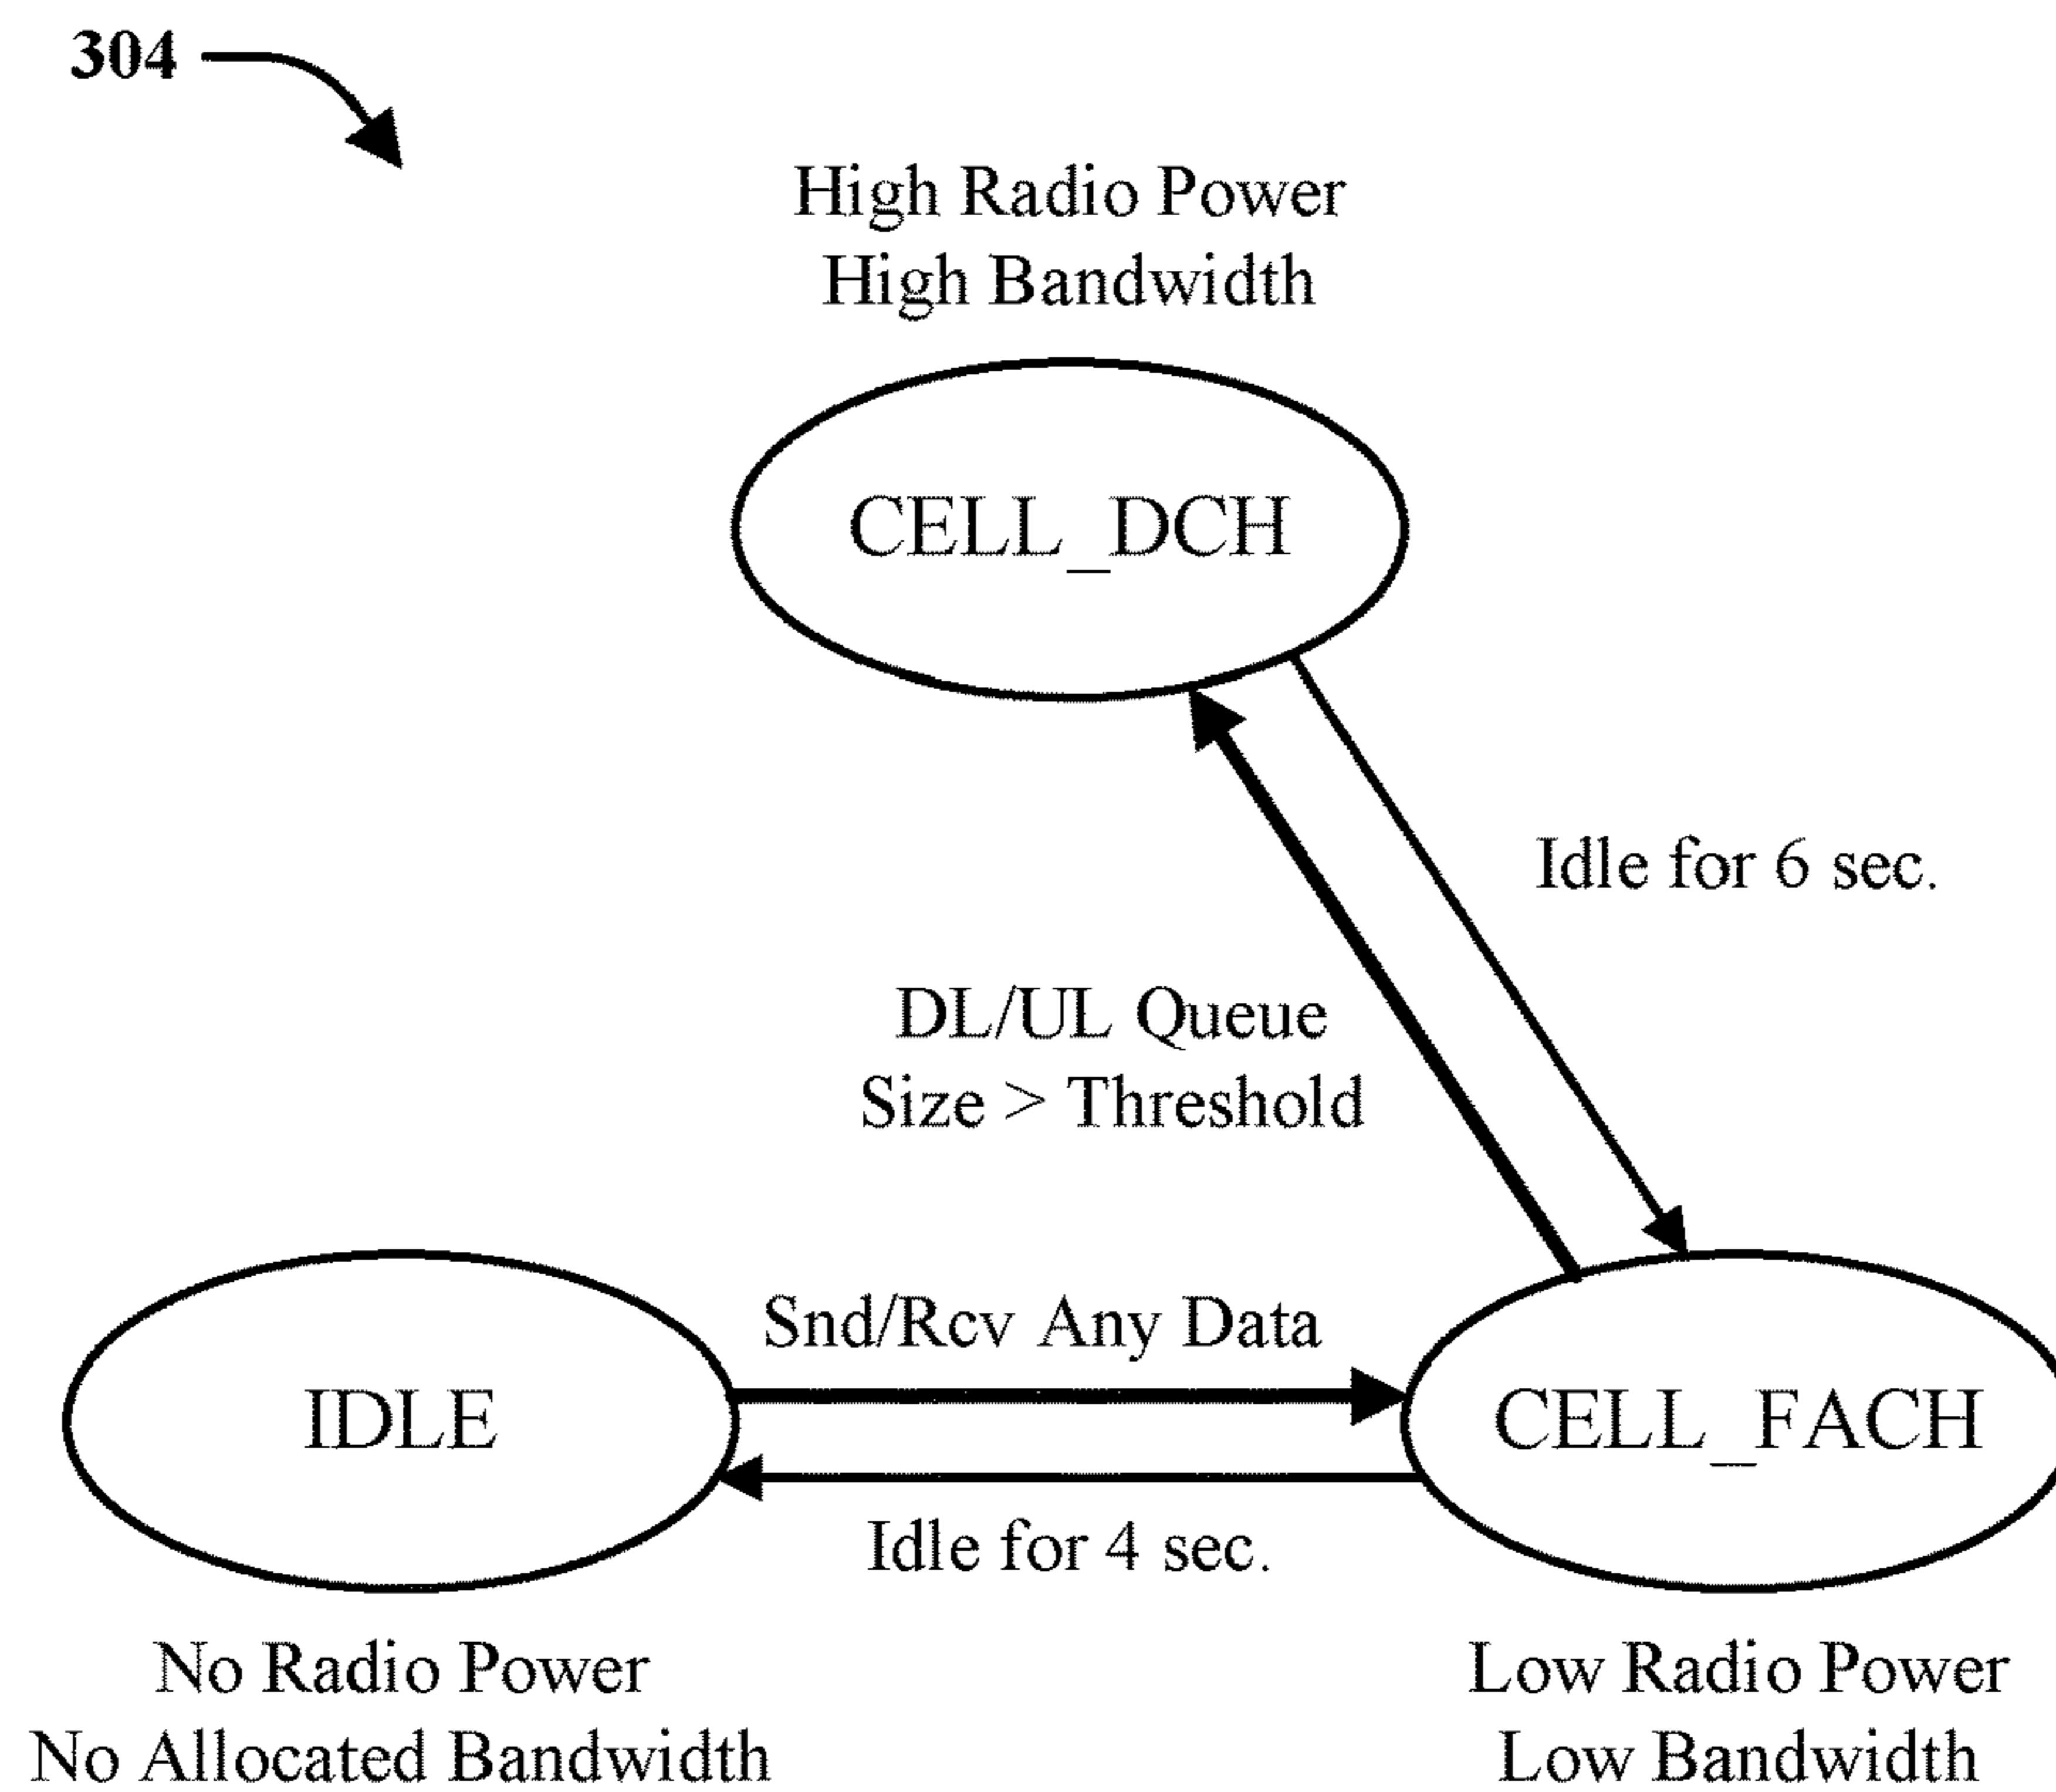 304
High Radio Power
High Bandwidth
CELL_DCH
Idle for 6 sec.
DL/UL Queue
Size > Threshold
Snd/Rcv Any Data
IDLE
CELL_FACH
Idle for 4 sec.
No Radio Power
No Allocated Bandwidth
Low Radio Power
Low Bandwidth